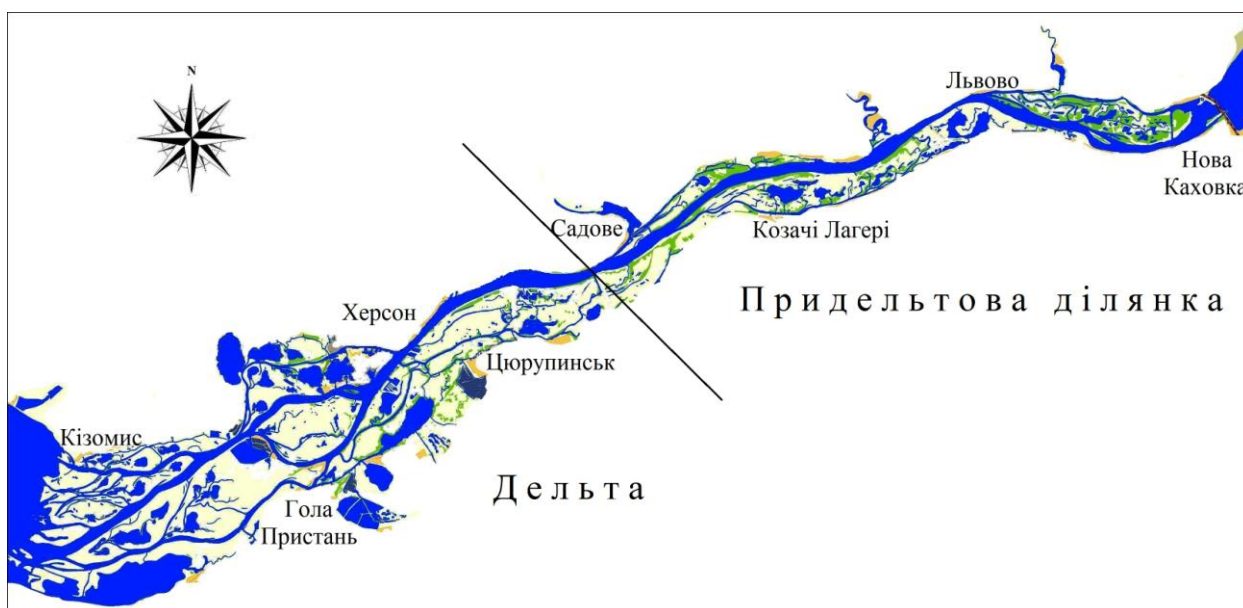 N
Львово
Нова
Каховка
Садове
Козачі Лагері
Придельтова ділянка
Херсон
Цюрупинськ
Кізомис
Дельта
Гола
Пристань